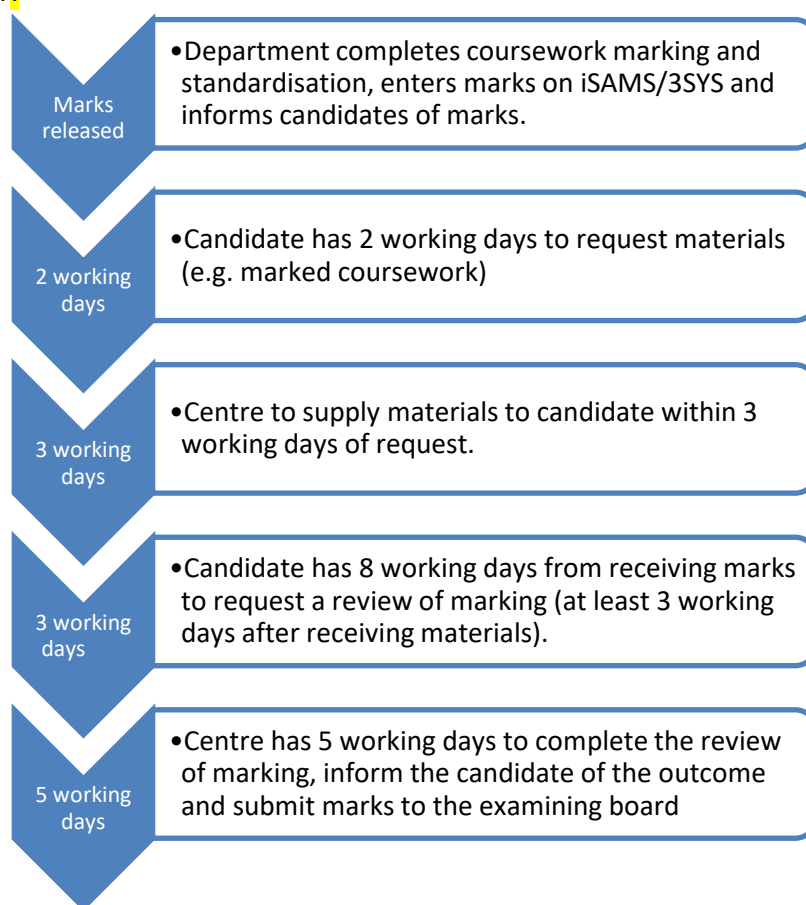 Marks
released
•Department completes coursework marking and
standardisation, enters marks on iSAMS/3SYS and
informs candidates of marks.
2 working
days
•Candidate has 2 working days to request materials
(e.g. marked coursework)
3 working
days
•Centre to supply materials to candidate within 3
working days of request.
3 working
days
•Candidate has 8 working days from receiving marks
to request a review of marking (at least 3 working
days after receiving materials).
5 working
days
•Centre has 5 working days to complete the review
of marking, inform the candidate of the outcome
and submit marks to the examining board